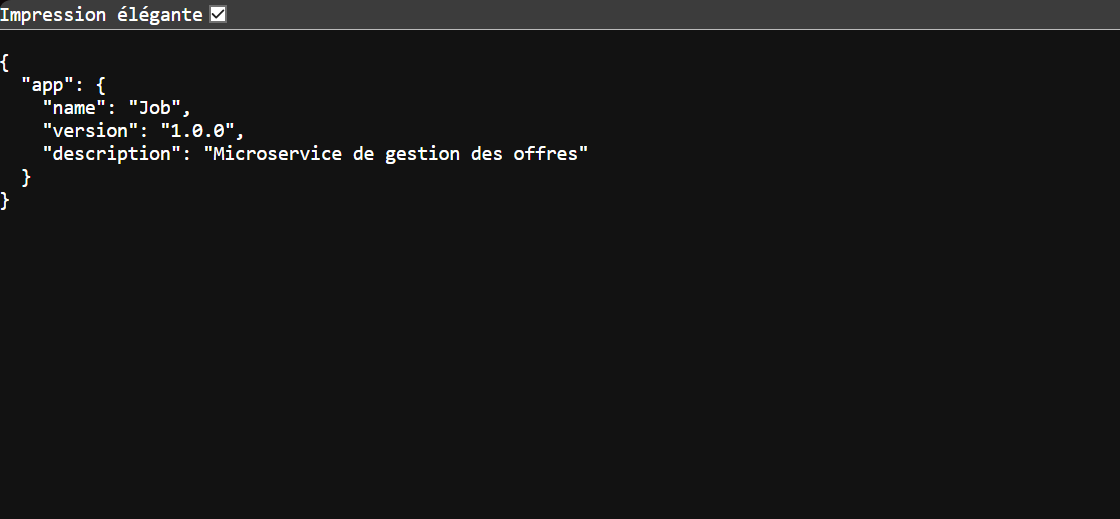 Impression élégante
{
  "app": {
    "name": "Job",
    "version": "1.0.0",
    "description": "Microservice de gestion des offres"
  }
}